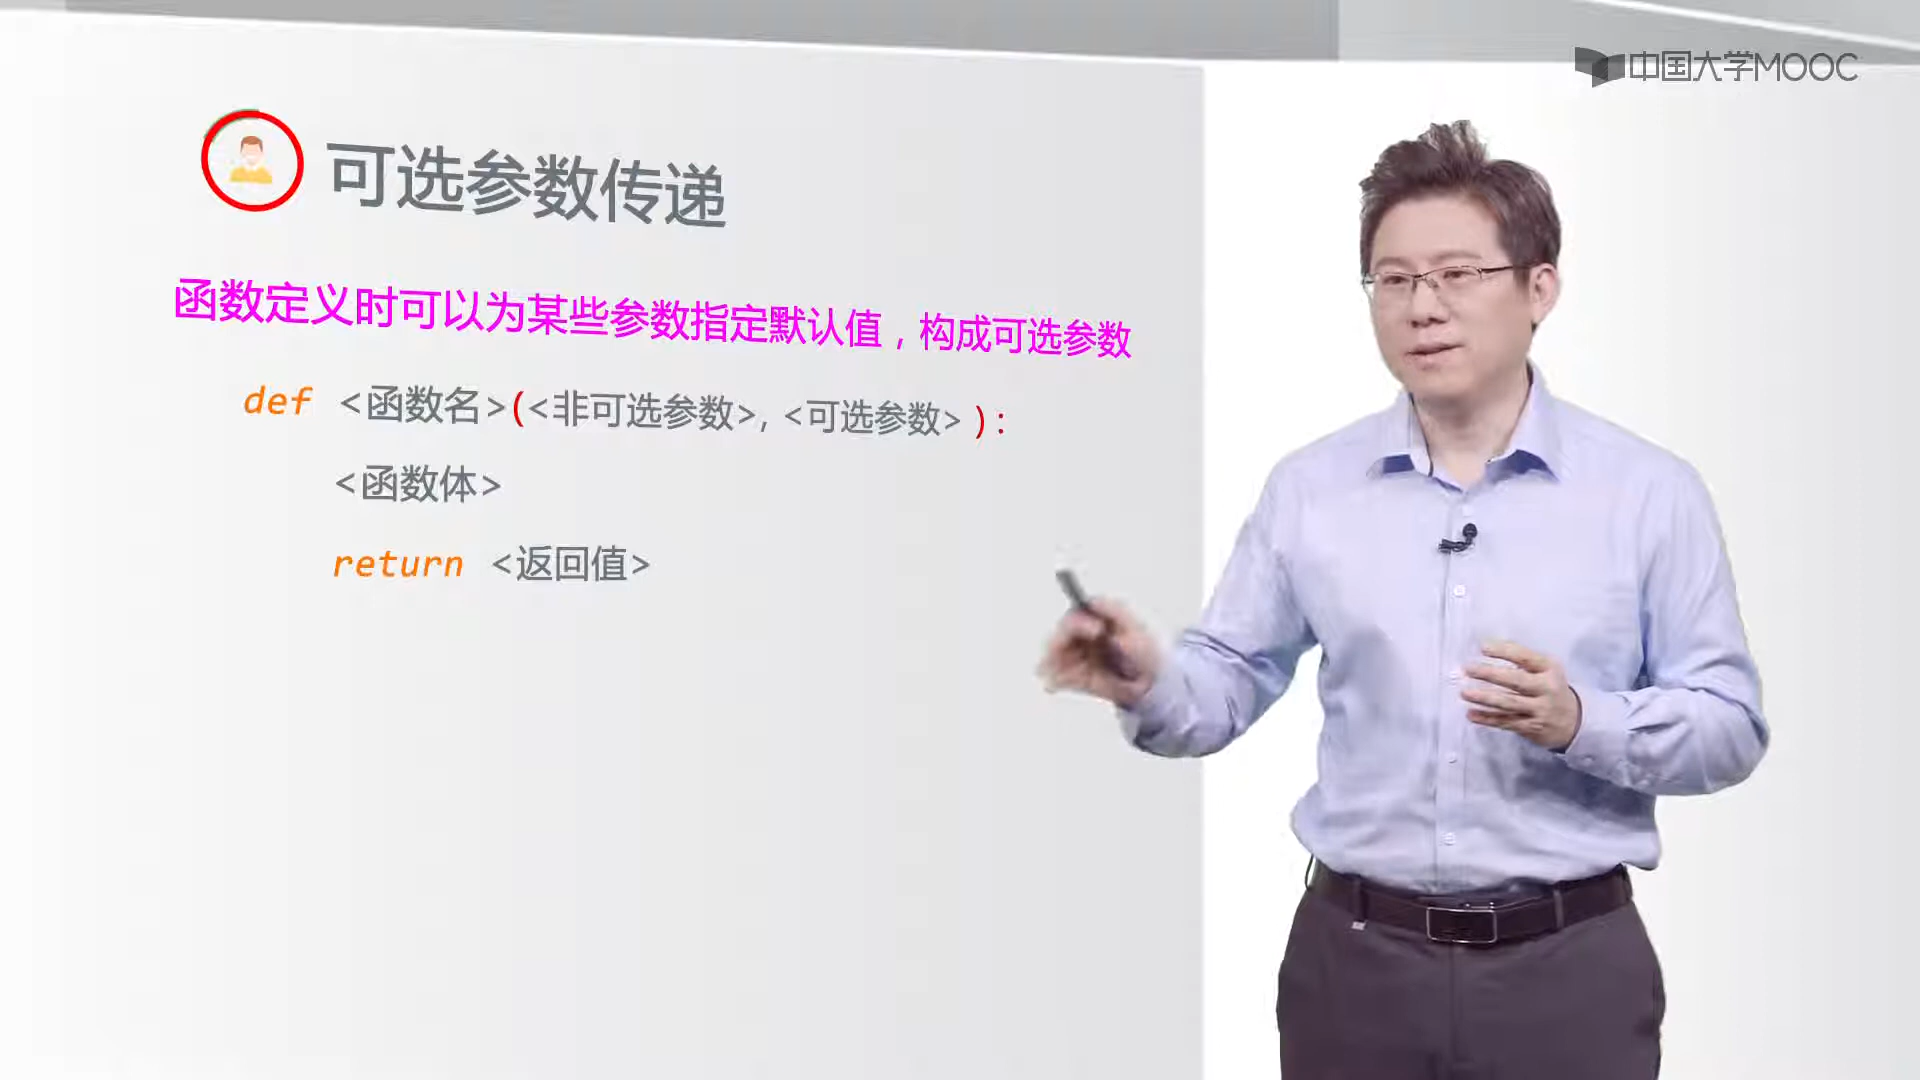 中国大学MOOC
可选参数传递
函数定义时可以为某些参数指定默认值，构成可选参数
def <函数名>(<非可选参数>, <可选参数> ):
<函数体>
return <返回值>